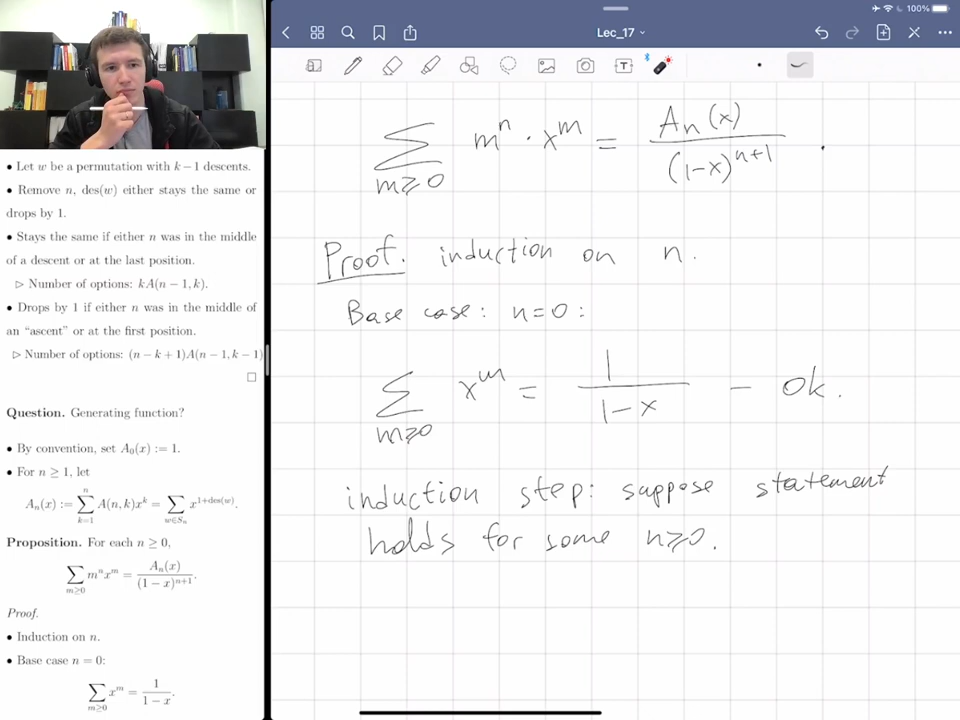 100%
Lec_17
• Let w be a permutation with k − 1 descents.
• Remove n, des(w) either stays the same or
drops by 1.
• Stays the same if either n was in the middle
of a descent or at the last position.
▷ Number of options: kA(n − 1, k).
• Drops by 1 if either n was in the middle of
an “ascent” or at the first position.
▷ Number of options: (n − k + 1)A(n − 1, k − 1)
□
Question. Generating function?
• By convention, set A₀(x) := 1.
• For n ≥ 1, let
Aₙ(x) := ∑_{k=1}^{n} A(n, k)x^k = ∑_{w∈Sₙ} x^{1+des(w)}.
Proposition. For each n ≥ 0,
∑_{m≥0} m^n x^m = Aₙ(x) / (1 − x)^{n+1}.
Proof.
• Induction on n.
• Base case n = 0:
∑_{m≥0} x^m = 1 / (1 − x).
∑_{m≥0} m^n · x^m = Aₙ(x) / (1-x)^{n+1} .
Proof. induction on n.
Base case: n=0:
∑_{m≥0} x^m = 1 / (1-x) – ok.
induction step: suppose statement
holds for some n≥0.